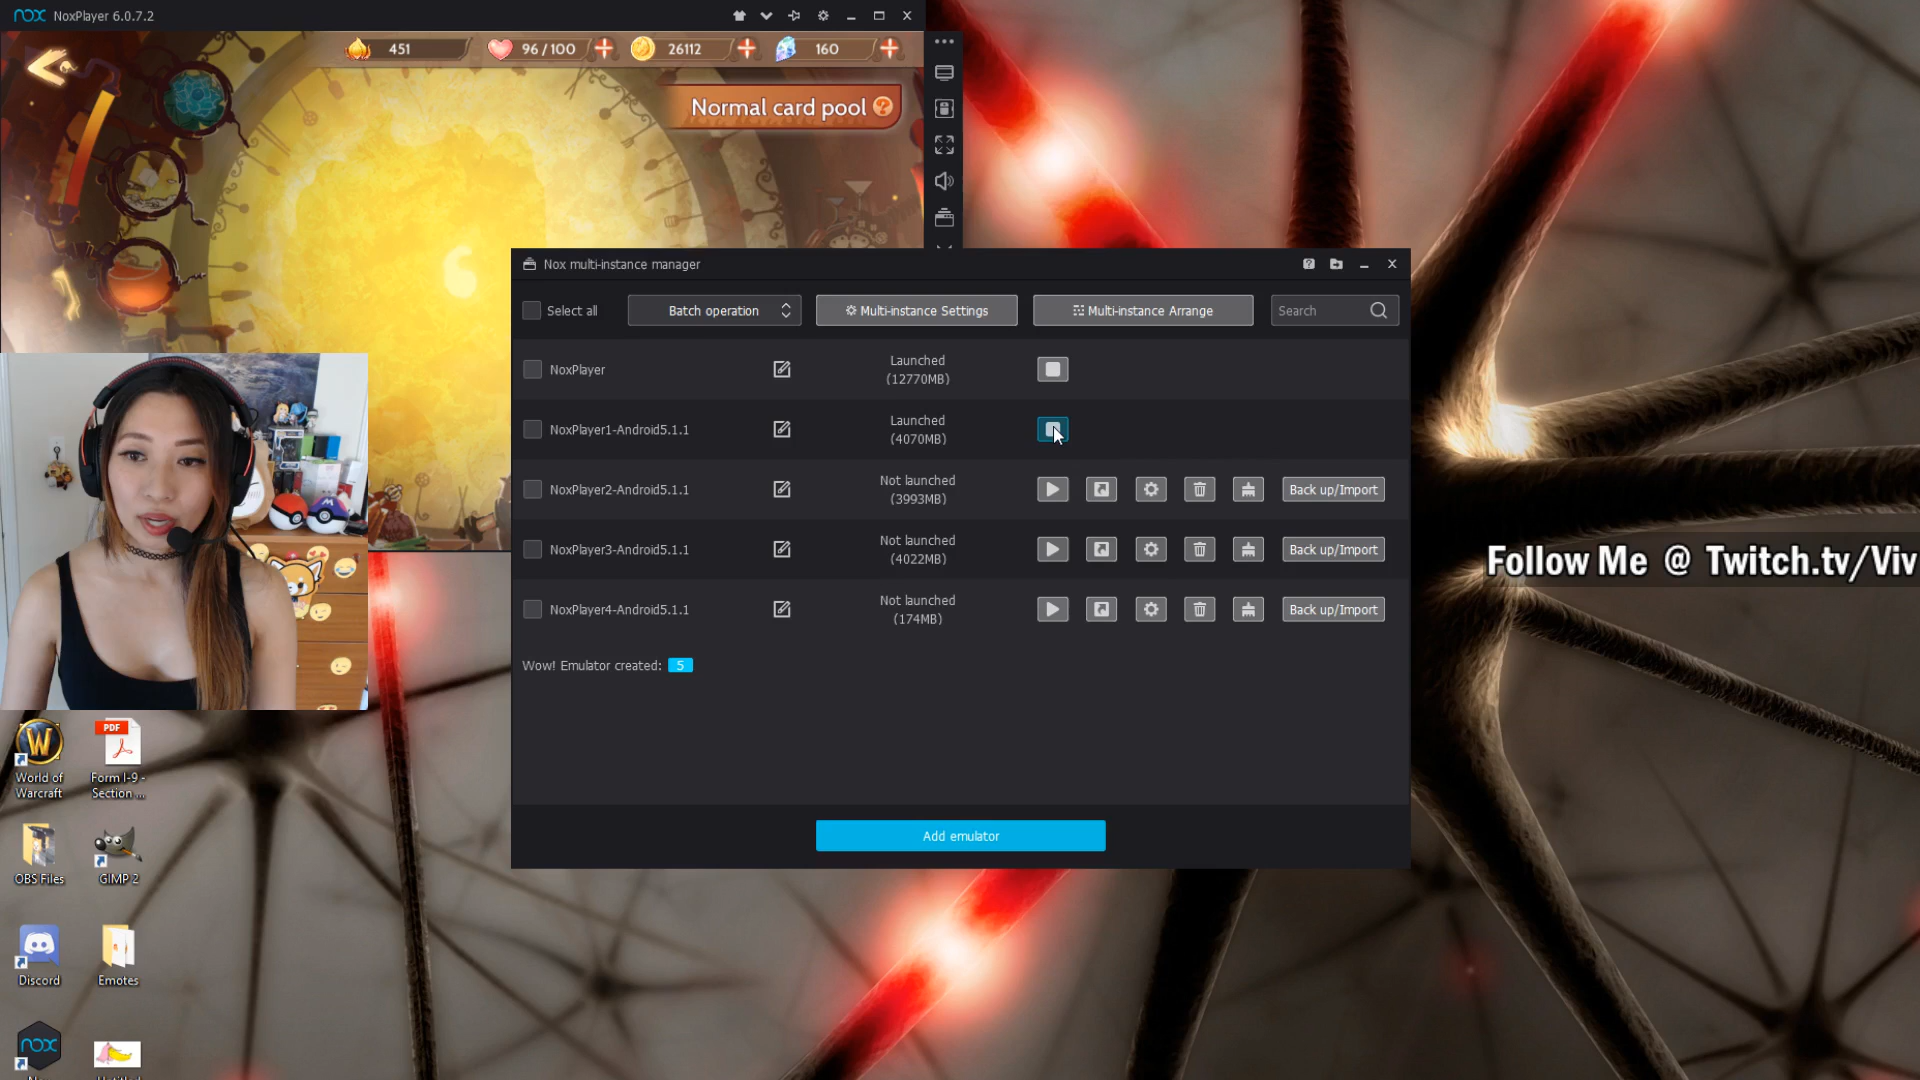 nox NoxPlayer 6.0.7.2
451 96/100 26112 160
Normal card pool ?
Nox multi-instance manager
Select all Batch operation Multi-instance Settings Multi-instance Arrange Search
NoxPlayer Launched
(12770MB)
NoxPlayer1-Android5.1.1 Launched
(4070MB)
NoxPlayer2-Android5.1.1 Not launched
(3993MB) Back up/Import
NoxPlayer3-Android5.1.1 Not launched
(4022MB) Back up/Import
NoxPlayer4-Android5.1.1 Not launched
(174MB) Back up/Import
Wow! Emulator created: 5
Add emulator
Follow Me @ Twitch.tv/Viv
W
World of
Warcraft
PDF
Form I-9 -
Section ...
OBS Files
GIMP 2
Discord
Emotes
nox